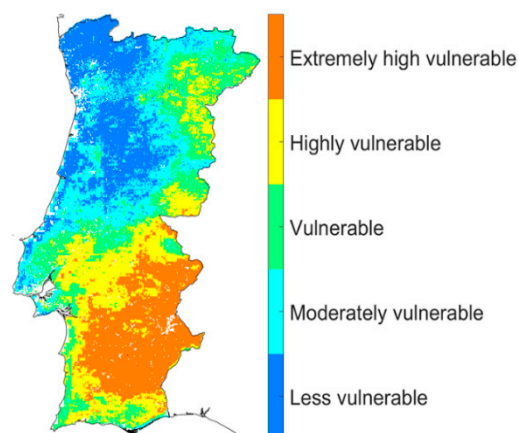 Extremely high vulnerable
Highly vulnerable
Vulnerable
Moderately vulnerable
Less vulnerable